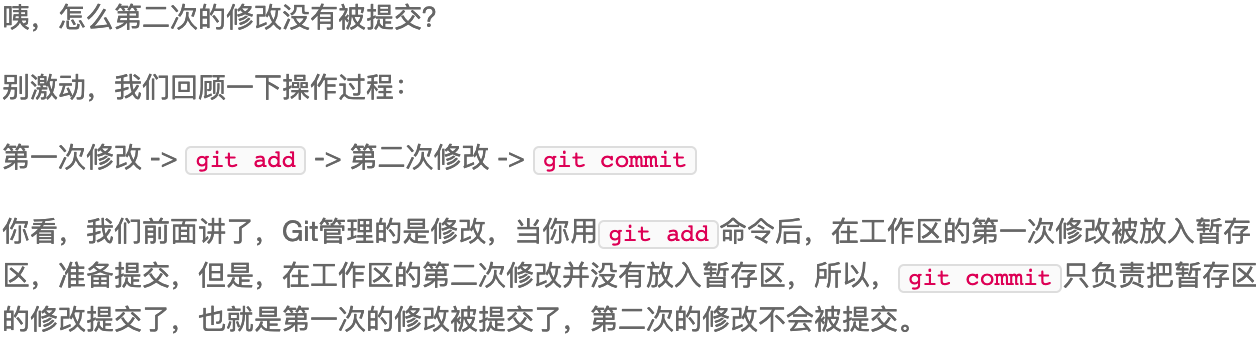 咦，怎么第二次的修改没有被提交？
别激动，我们回顾一下操作过程：
第一次修改 -> git add -> 第二次修改 -> git commit
你看，我们前面讲了，Git管理的是修改，当你用git add命令后，在工作区的第一次修改被放入暂存
区，准备提交，但是，在工作区的第二次修改并没有放入暂存区，所以，git commit只负责把暂存区
的修改提交了，也就是第一次的修改被提交了，第二次的修改不会被提交。